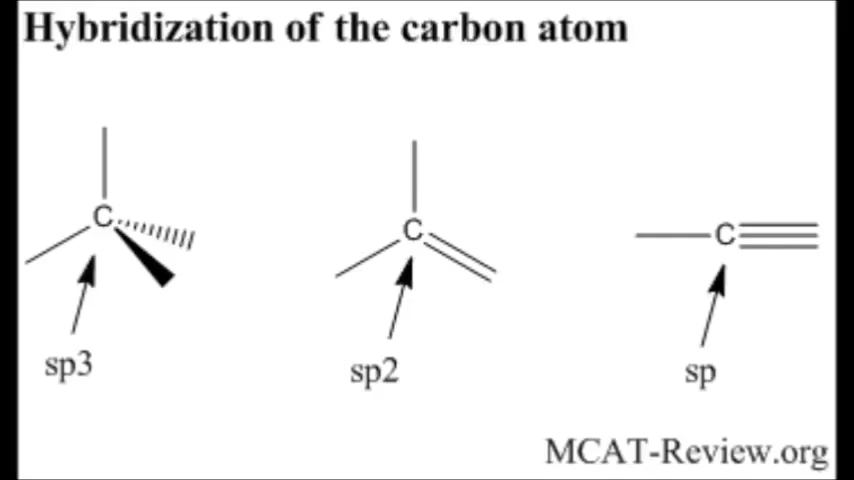 Hybridization of the carbon atom
C
C
C
sp3
sp2
sp
MCAT-Review.org